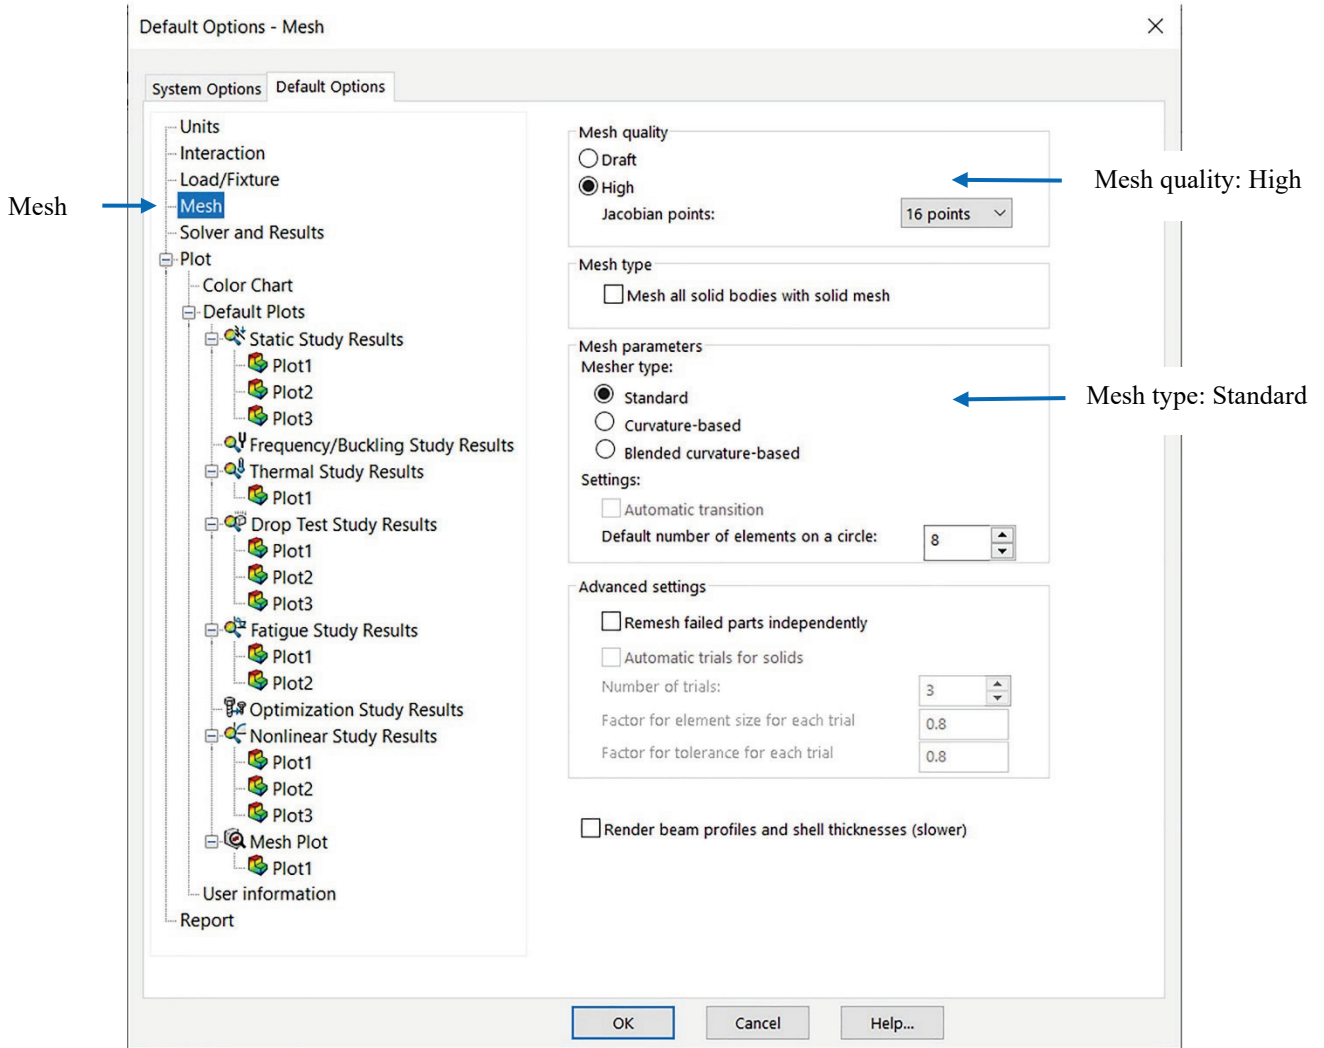 Default Options - Mesh
System Options
Default Options
Units
Interaction
Load/Fixture
Mesh
Solver and Results
Plot
Color Chart
Default Plots
Static Study Results
Plot1
Plot2
Plot3
Frequency/Buckling Study Results
Thermal Study Results
Plot1
Drop Test Study Results
Plot1
Plot2
Plot3
Fatigue Study Results
Plot1
Plot2
Optimization Study Results
Nonlinear Study Results
Plot1
Plot2
Plot3
Mesh Plot
Plot1
User information
Report
Mesh
Mesh quality
Draft
High
Jacobian points:
16 points
Mesh quality: High
Mesh type
Mesh all solid bodies with solid mesh
Mesh parameters
Mesher type:
Standard
Curvature-based
Blended curvature-based
Mesh type: Standard
Settings:
Automatic transition
Default number of elements on a circle:
8
Advanced settings
Remesh failed parts independently
Automatic trials for solids
Number of trials:
3
Factor for element size for each trial
0.8
Factor for tolerance for each trial
0.8
Render beam profiles and shell thicknesses (slower)
OK
Cancel
Help...